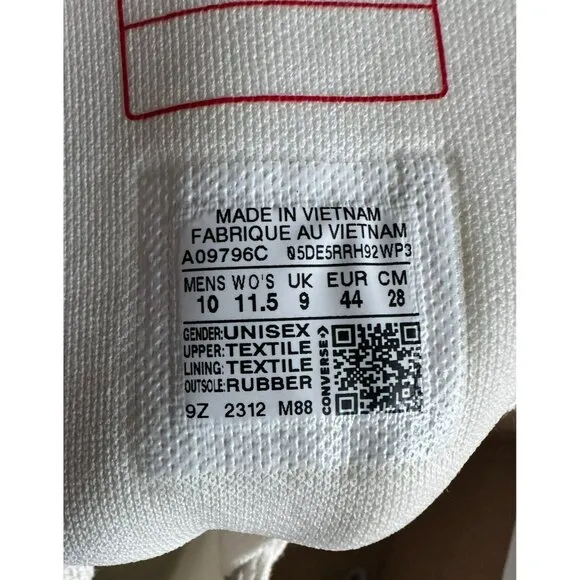 MADE IN VIETNAM
FABRIQUE AU VIETNAM
A09796C 05DE5RRH92WP3
MENS WO'S UK EUR CM
10 11.5 9 44 28
GENDER:UNISEX
UPPER:TEXTILE
LINING:TEXTILE
OUTSOLE:RUBBER
CONVERSE
9Z 2312 M88